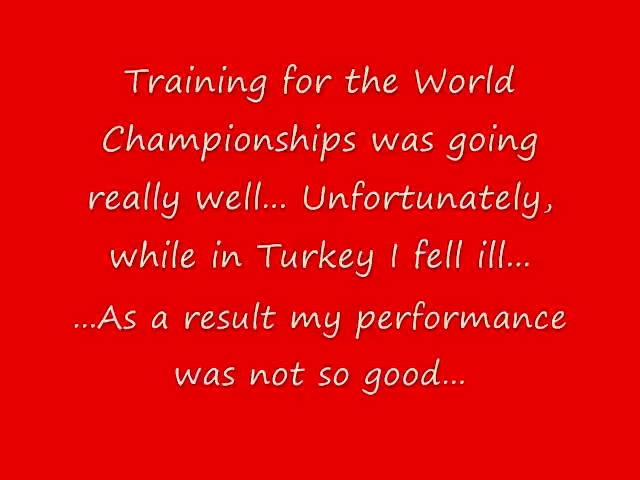 Training for the World
Championships was going
really well... Unfortunately,
while in Turkey I fell ill...
...As a result my performance
was not so good...